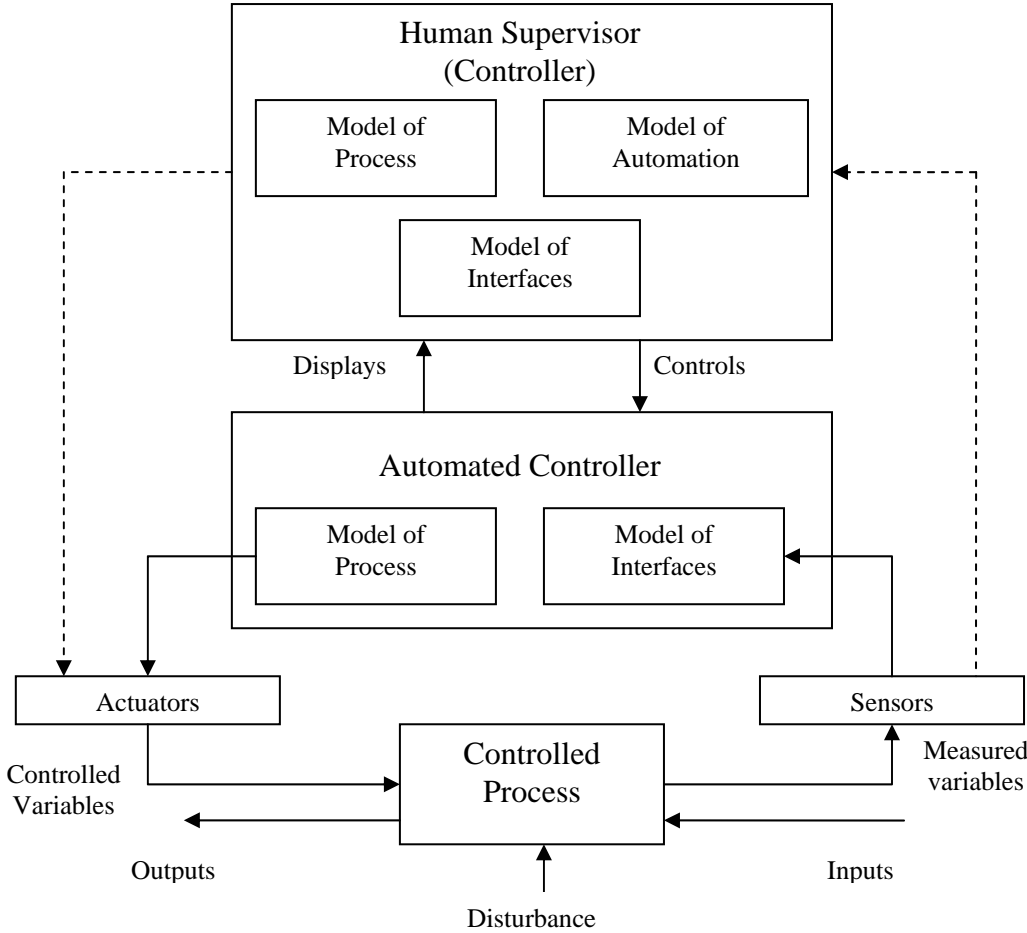 Human Supervisor
(Controller)
Model of
Process
Model of
Automation
Model of
Interfaces
Displays
Controls
Automated Controller
Model of
Process
Model of
Interfaces
Actuators
Sensors
Controlled
Process
Controlled
Variables
Measured
variables
Outputs
Inputs
Disturbance